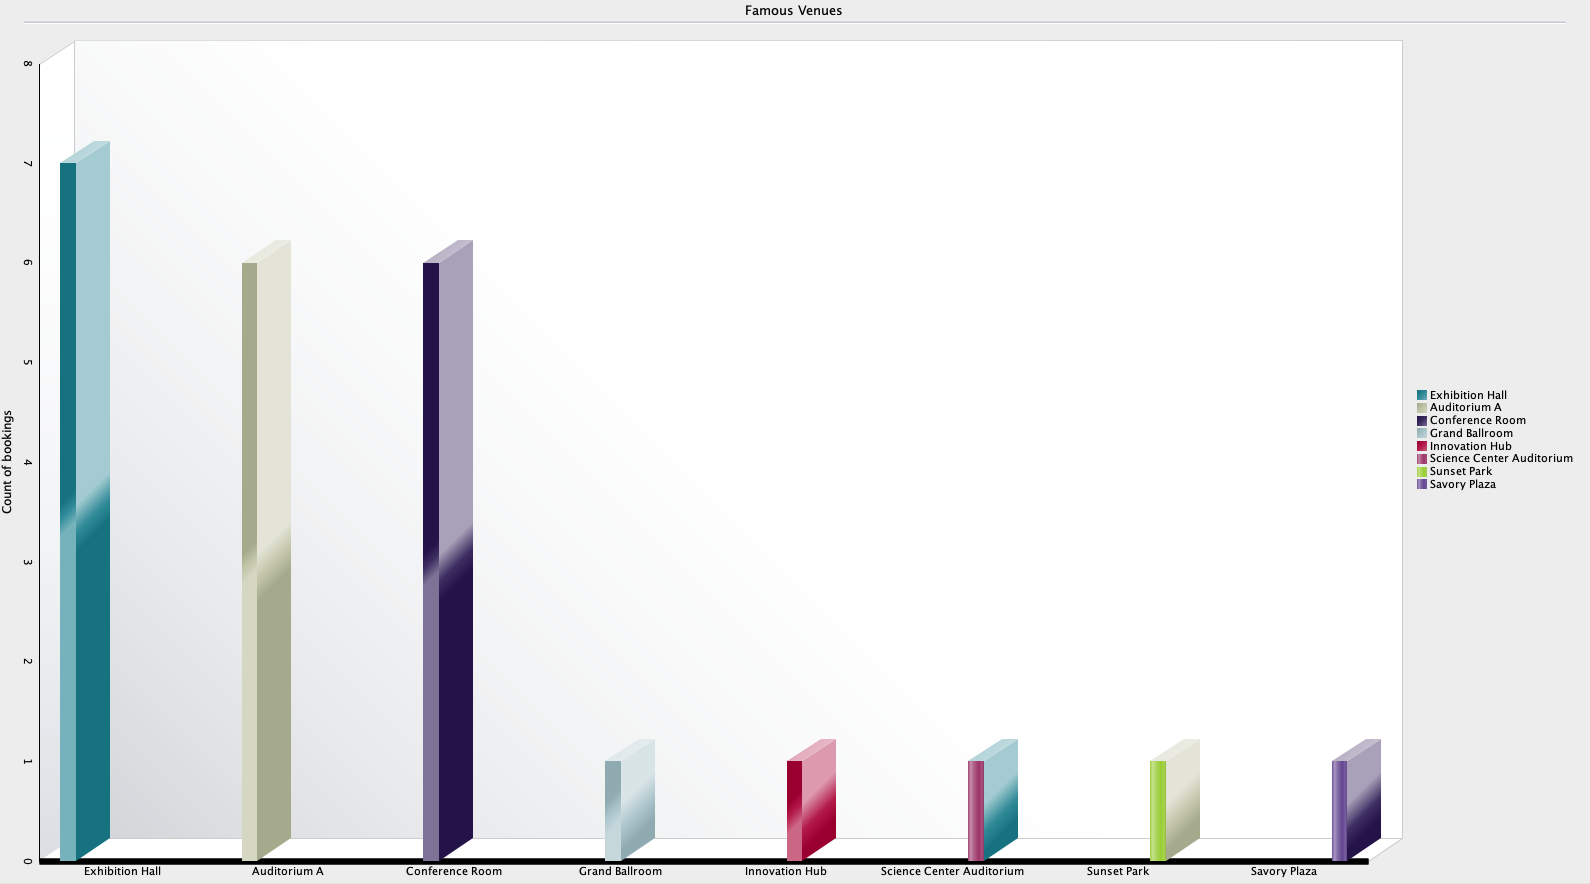 Famous Venues
8
7
6
5
4
3
2
1
0
Count of bookings
Exhibition Hall
Auditorium A
Conference Room
Grand Ballroom
Innovation Hub
Science Center Auditorium
Sunset Park
Savory Plaza
Exhibition Hall
Auditorium A
Conference Room
Grand Ballroom
Innovation Hub
Science Center Auditorium
Sunset Park
Savory Plaza